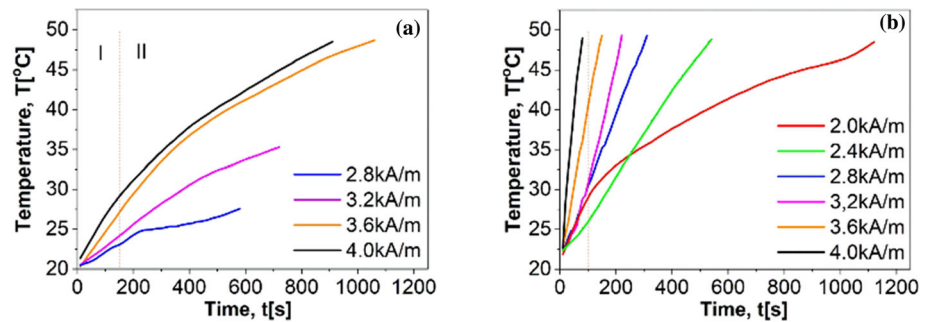 (a)
I II
Temperature, T[°C]
50
45
40
35
30
25
20
2.8kA/m
3.2kA/m
3.6kA/m
4.0kA/m
0 200 400 600 800 1000 1200
Time, t[s]
(b)
Temperature, T[°C]
50
45
40
35
30
25
20
2.0kA/m
2.4kA/m
2.8kA/m
3,2kA/m
3.6kA/m
4.0kA/m
0 200 400 600 800 1000 1200
Time, t[s]